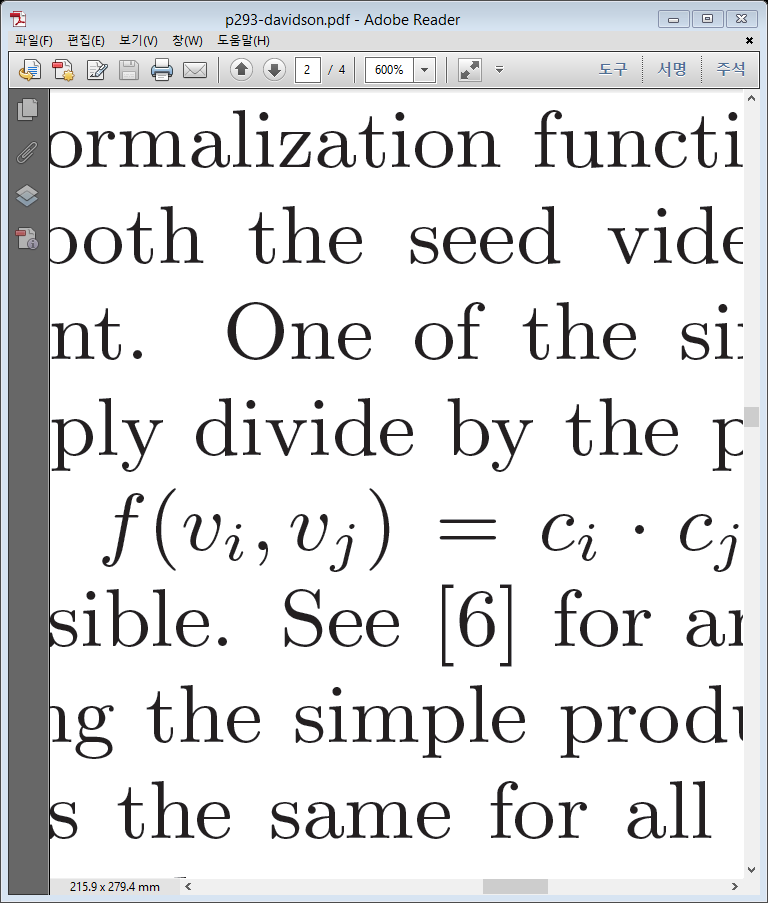 p293-davidson.pdf - Adobe Reader
파일(F) 편집(E) 보기(V) 창(W) 도움말(H)
2 / 4 600% 도구 서명 주석
ormalization functi
both the seed vide
nt. One of the si
ply divide by the p
f(v_i, v_j) = c_i · c_j
sible. See [6] for an
ng the simple produ
s the same for all
215.9 x 279.4 mm